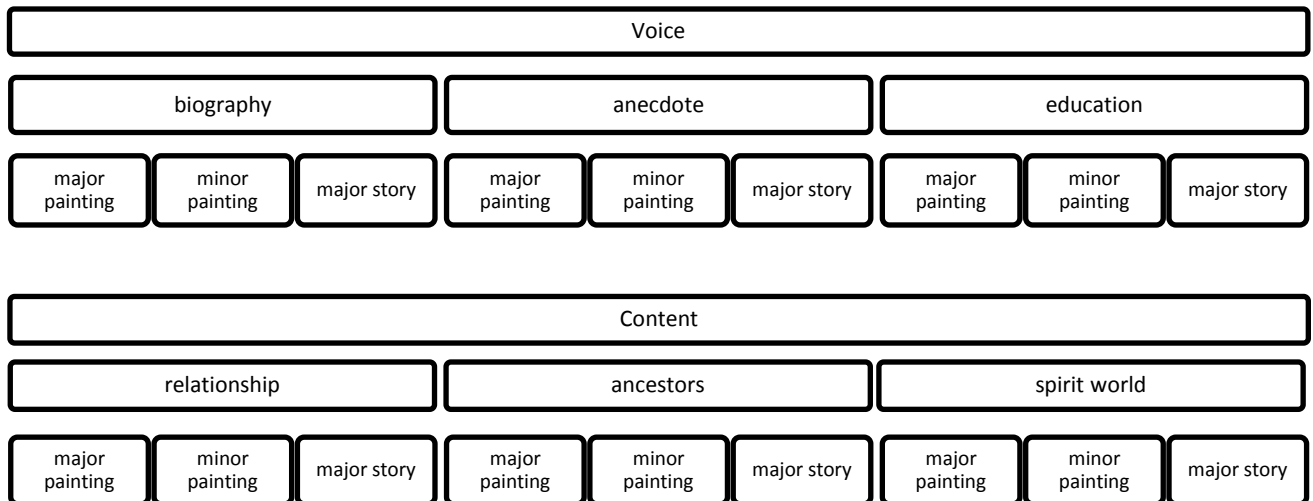 Voice
biography
anecdote
education
major
painting
minor
painting
major story
major
painting
minor
painting
major story
major
painting
minor
painting
major story
Content
relationship
ancestors
spirit world
major
painting
minor
painting
major story
major
painting
minor
painting
major story
major
painting
minor
painting
major story